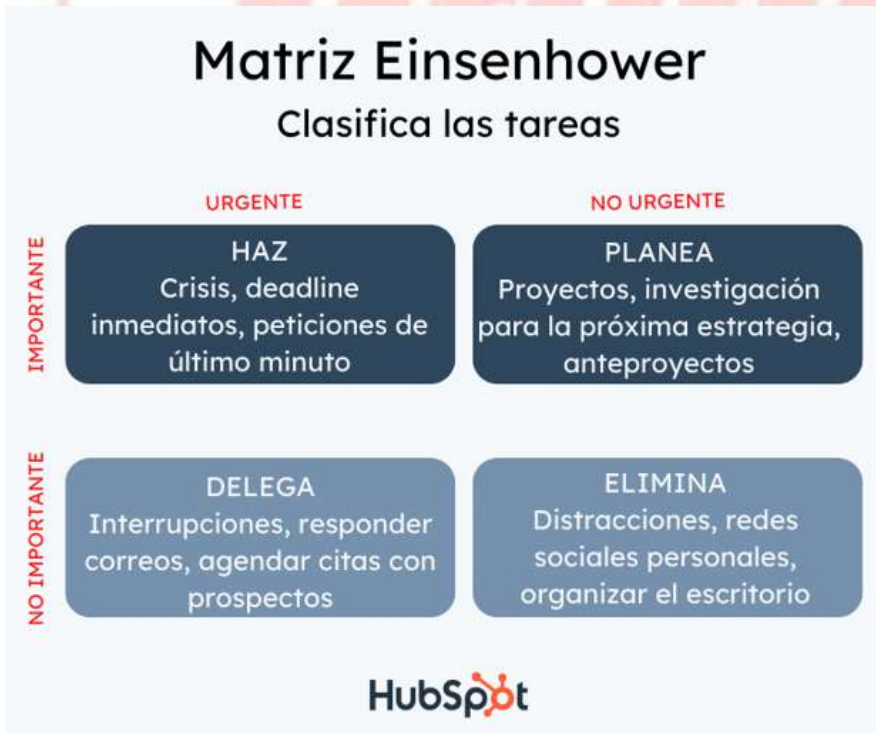 Matriz Einsenhower
Clasifica las tareas
URGENTE
NO URGENTE
IMPORTANTE
HAZ
Crisis, deadline
inmediatos, peticiones de
último minuto
PLANEA
Proyectos, investigación
para la próxima estrategia,
anteproyectos
NO IMPORTANTE
DELEGA
Interrupciones, responder
correos, agendar citas con
prospectos
ELIMINA
Distracciones, redes
sociales personales,
organizar el escritorio
HubSpot